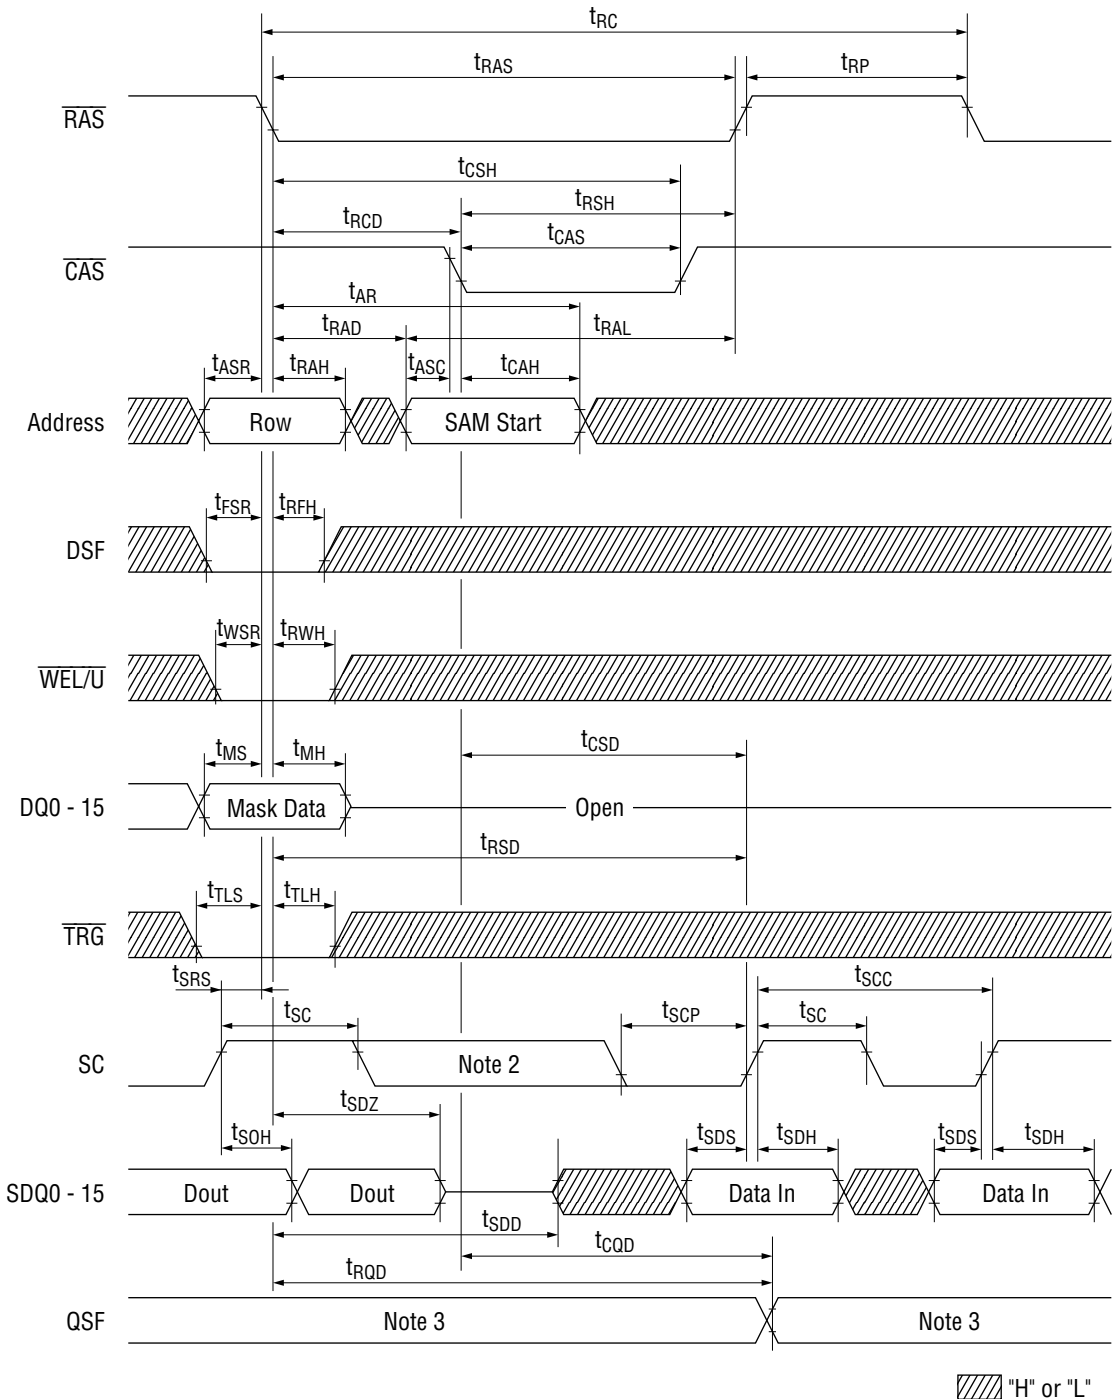 tRC
tRAS
tRP
RAS
tCSH
tRSH
tRCD
tCAS
CAS
tAR
tRAD
tRAL
tASR
tRAH
tASC
tCAH
Address
Row
SAM Start
tFSR
tRFH
DSF
tWSR
tRWH
WEL/U
tCSD
tMS
tMH
DQ0 - 15
Mask Data
Open
tRSD
tTLS
tTLH
TRG
tSRS
tSCC
tSC
tSCP
tSC
SC
Note 2
tSDZ
tSOH
tSDS
tSDH
tSDS
tSDH
SDQ0 - 15
Dout
Dout
Data In
Data In
tSDD
tCQD
tRQD
QSF
Note 3
Note 3
"H" or "L"